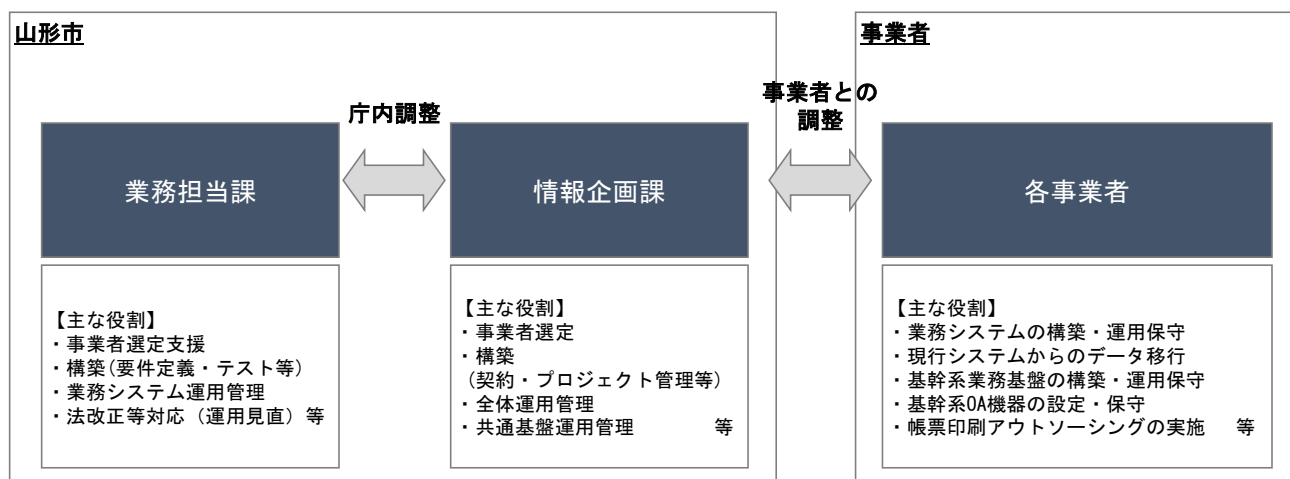 山形市
業務担当課
【主な役割】
・事業者選定支援
・構築(要件定義・テスト等)
・業務システム運用管理
・法改正等対応（運用見直）等
庁内調整
情報企画課
【主な役割】
・事業者選定
・構築
(契約・プロジェクト管理等)
・全体運用管理
・共通基盤運用管理　　　等
事業者との
調整
事業者
各事業者
【主な役割】
・業務システムの構築・運用保守
・現行システムからのデータ移行
・基幹系業務基盤の構築・運用保守
・基幹系OA機器の設定・保守
・帳票印刷アウトソーシングの実施　等